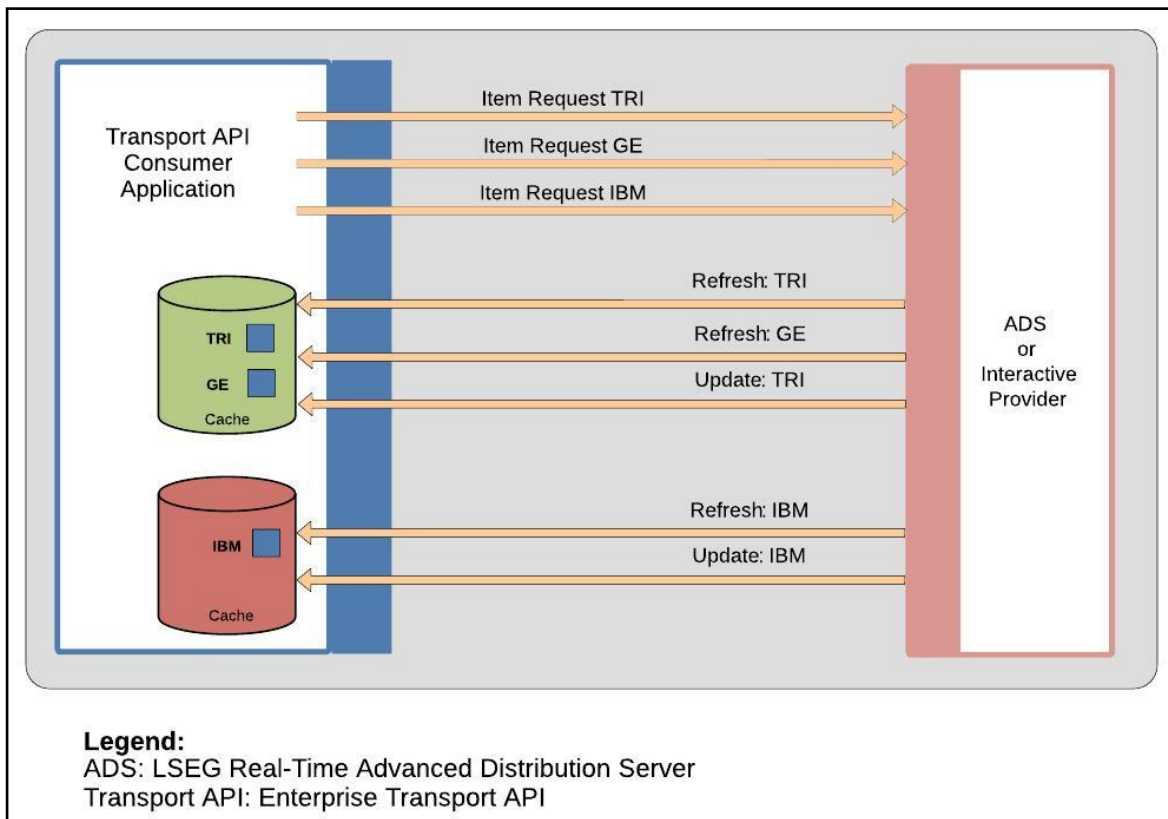 Transport API
Consumer
Application
Item Request TRI
Item Request GE
Item Request IBM
Refresh: TRI
Refresh: GE
Update: TRI
TRI
GE
Cache
Refresh: IBM
Update: IBM
IBM
Cache
ADS
or
Interactive
Provider
Legend:
ADS: LSEG Real-Time Advanced Distribution Server
Transport API: Enterprise Transport API